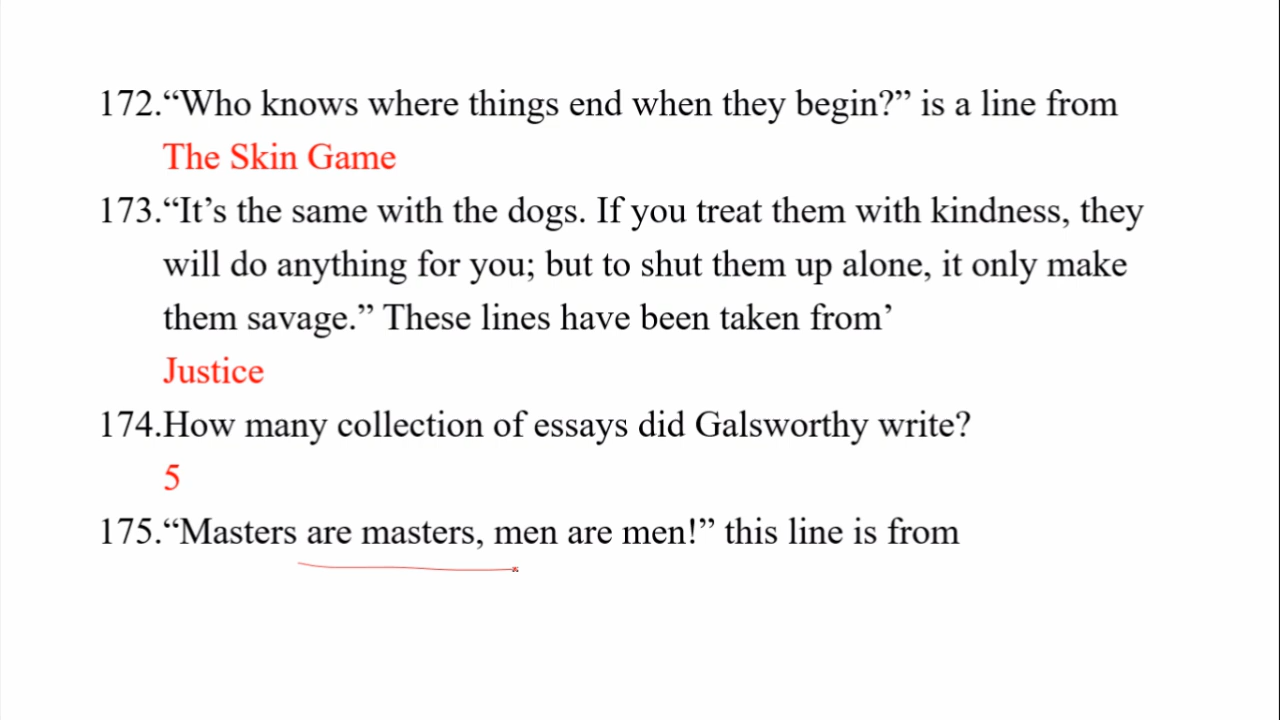 172.“Who knows where things end when they begin?” is a line from
The Skin Game
173.“It’s the same with the dogs. If you treat them with kindness, they
will do anything for you; but to shut them up alone, it only make
them savage.” These lines have been taken from’
Justice
174.How many collection of essays did Galsworthy write?
5
175.“Masters are masters, men are men!” this line is from